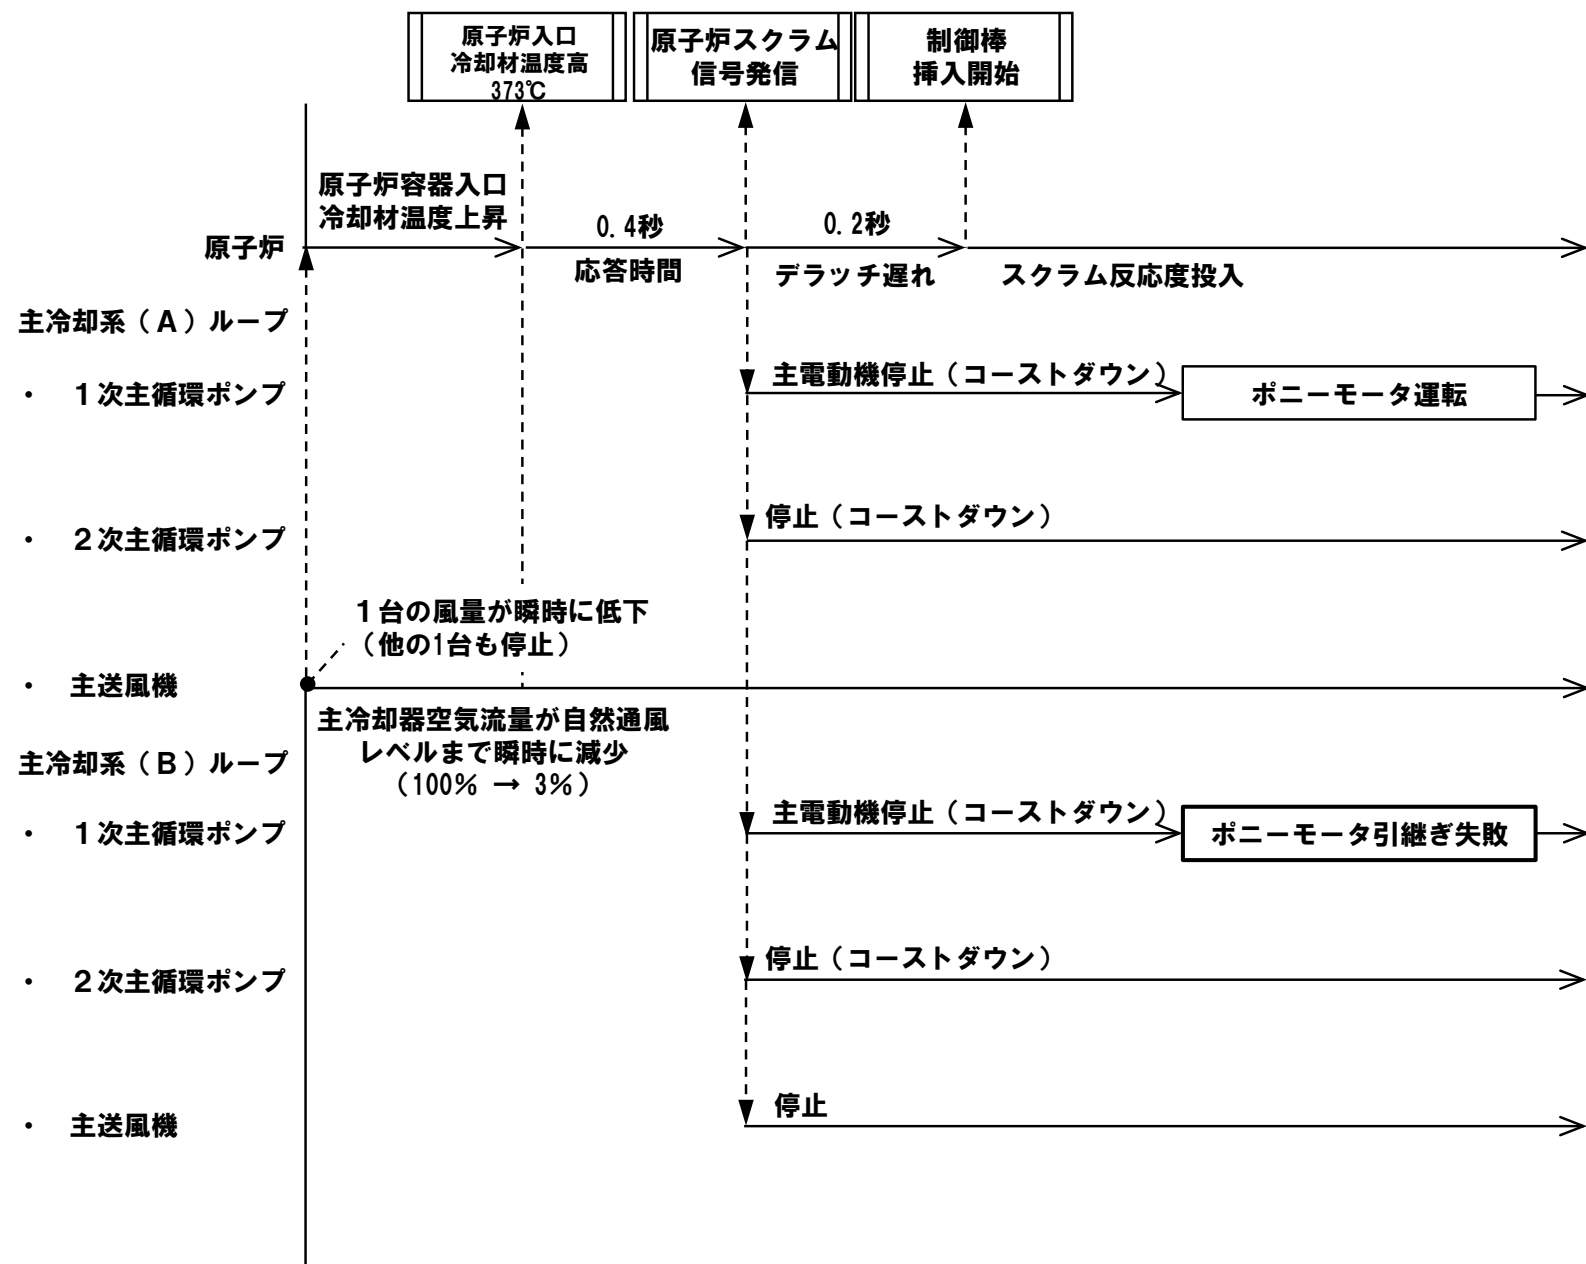 原子炉入口
冷却材温度高
373℃
原子炉スクラム
信号発信
制御棒
挿入開始
原子炉容器入口
冷却材温度上昇
原子炉
0.4秒
応答時間
0.2秒
デラッチ遅れ
スクラム反応度投入
主冷却系（A）ループ
・ 1次主循環ポンプ
主電動機停止（コーストダウン）
ポニーモータ運転
・ 2次主循環ポンプ
停止（コーストダウン）
1台の風量が瞬時に低下
（他の1台も停止）
・ 主送風機
主冷却器空気流量が自然通風
レベルまで瞬時に減少
（100% → 3%）
主冷却系（B）ループ
・ 1次主循環ポンプ
主電動機停止（コーストダウン）
ポニーモータ引継ぎ失敗
・ 2次主循環ポンプ
停止（コーストダウン）
・ 主送風機
停止